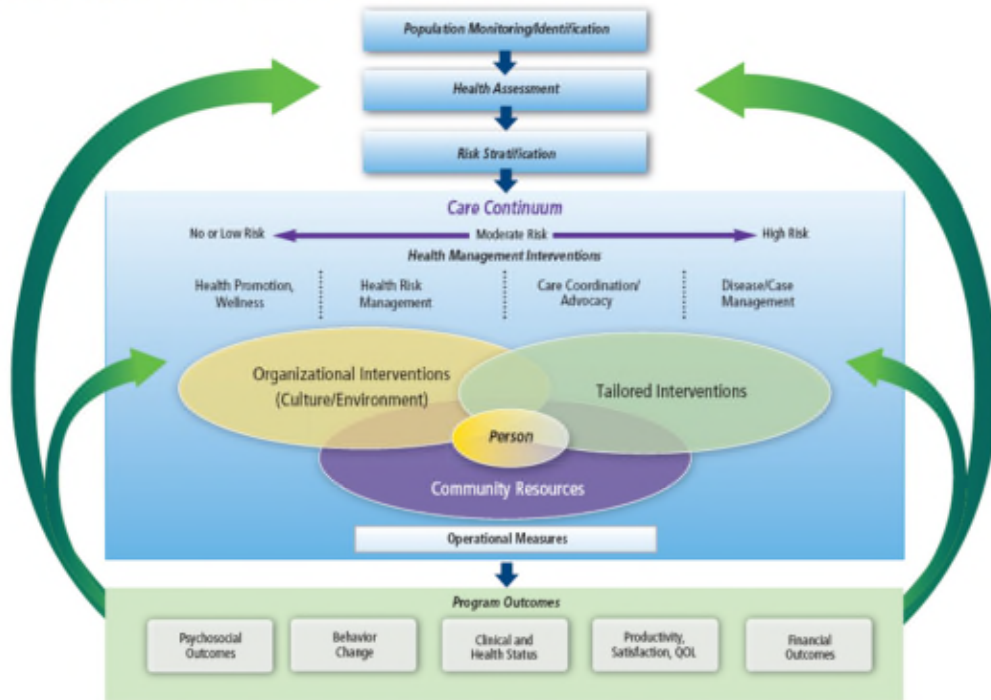 Population Monitoring/Identification
Health Assessment
Risk Stratification
Care Continuum
No or Low Risk
Moderate Risk
High Risk
Health Management Interventions
Health Promotion,
Wellness
Health Risk
Management
Care Coordination/
Advocacy
Disease/Case
Management
Organizational Interventions
(Culture/Environment)
Tailored Interventions
Person
Community Resources
Operational Measures
Program Outcomes
Psychosocial
Outcomes
Behavior
Change
Clinical and
Health Status
Productivity,
Satisfaction, QOL
Financial
Outcomes